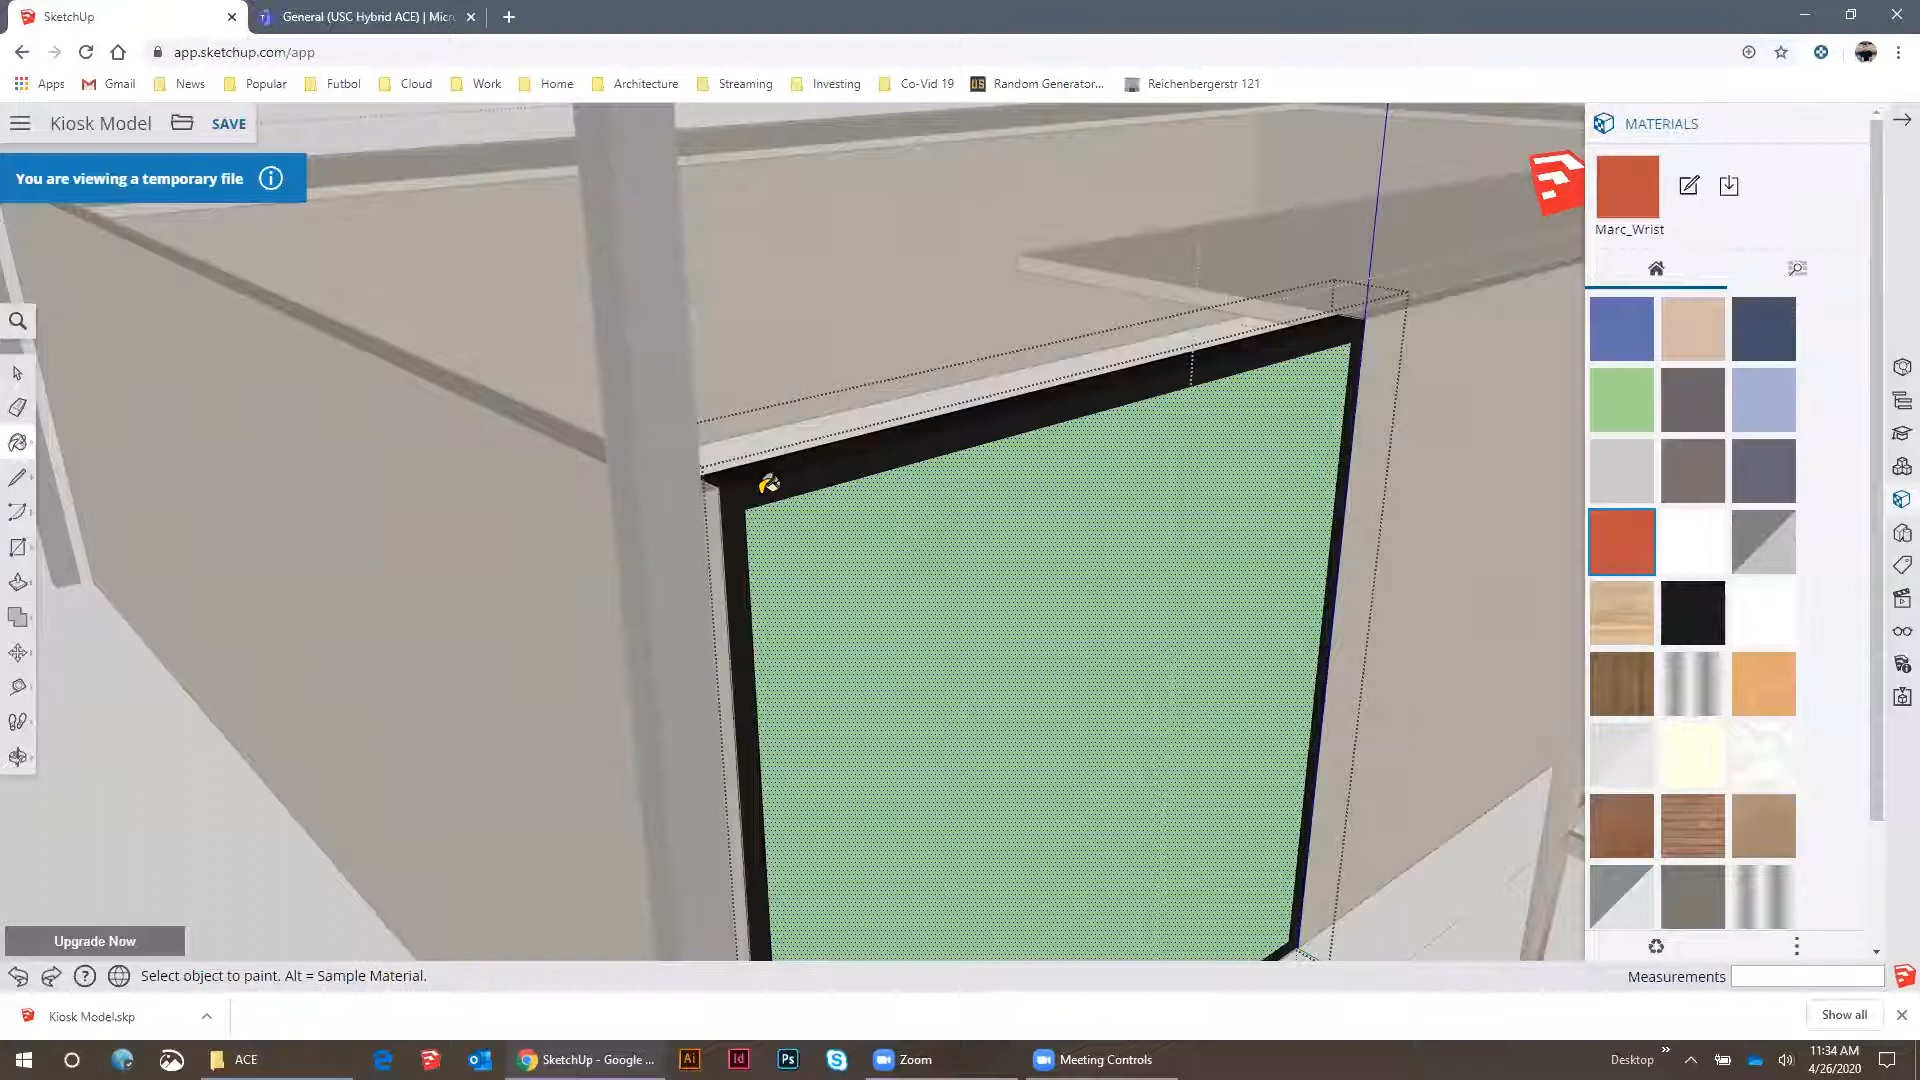 SketchUp
General (USC Hybrid ACE) | Micr
app.sketchup.com/app
Apps Gmail News Popular Futbol Cloud Work Home Architecture Streaming Investing Co-Vid 19 Random Generator... Reichenbergerstr 121
Kiosk Model SAVE
You are viewing a temporary file
MATERIALS
Marc_Wrist
Upgrade Now
Select object to paint. Alt = Sample Material.
Measurements
Kiosk Model.skp
Show all
ACE
SketchUp - Google ...
Ai
Id
Ps
Zoom
Meeting Controls
Desktop
11:34 AM
4/26/2020